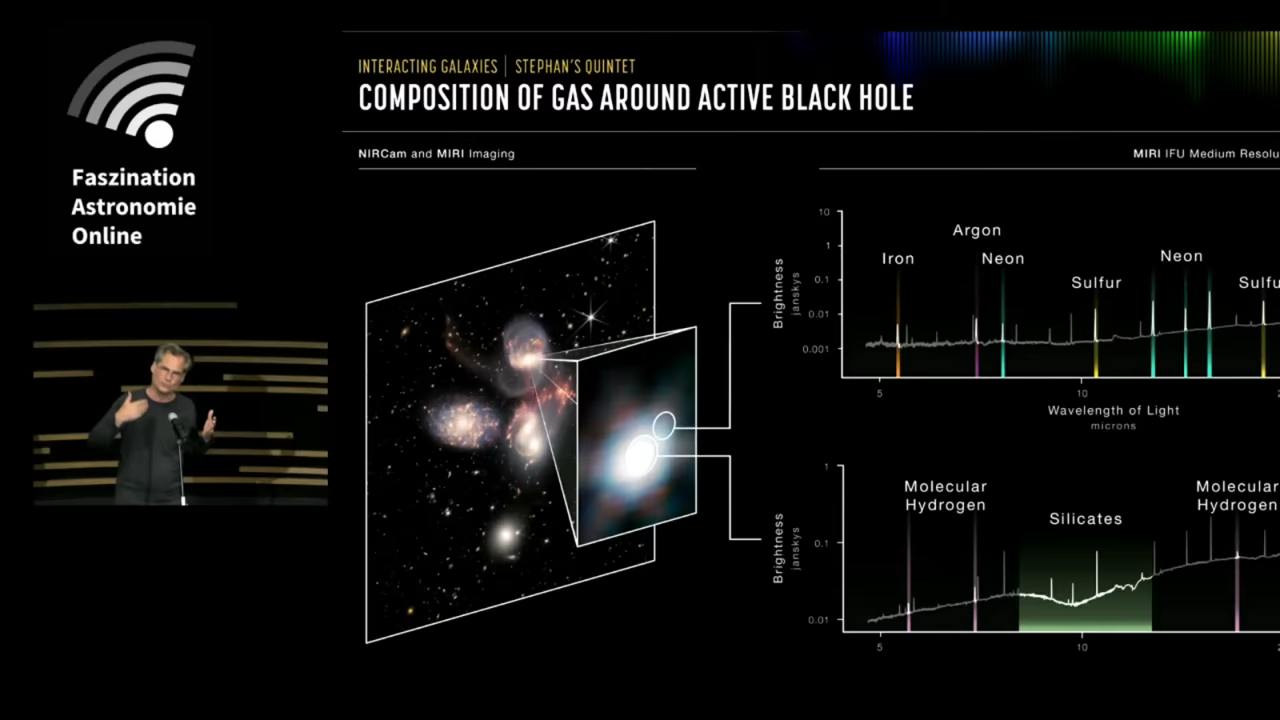 Faszination
Astronomie
Online
INTERACTING GALAXIES | STEPHAN'S QUINTET
COMPOSITION OF GAS AROUND ACTIVE BLACK HOLE
NIRCam and MIRI Imaging
MIRI IFU Medium Resolu
10
1
0.1
0.01
0.001
Brightness
janskys
Argon
Iron
Neon
Sulfur
Neon
Sulfu
5
10
Wavelength of Light
microns
1
0.1
0.01
Brightness
janskys
Molecular
Hydrogen
Silicates
Molecular
Hydrogen
5
10